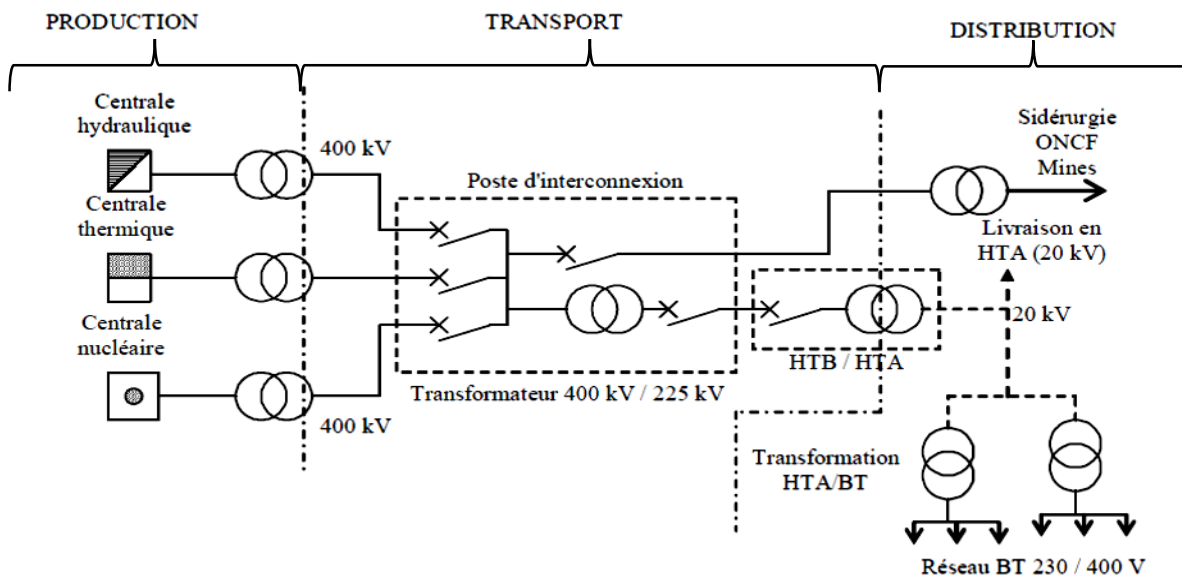 PRODUCTION
TRANSPORT
DISTRIBUTION
Centrale
hydraulique
400 kV
Sidérurgie
ONCF
Mines
Poste d'interconnexion
Centrale
thermique
Livraison en
HTA (20 kV)
20 kV
Centrale
nucléaire
HTB / HTA
Transformateur 400 kV / 225 kV
400 kV
Transformation
HTA/BT
Réseau BT 230 / 400 V